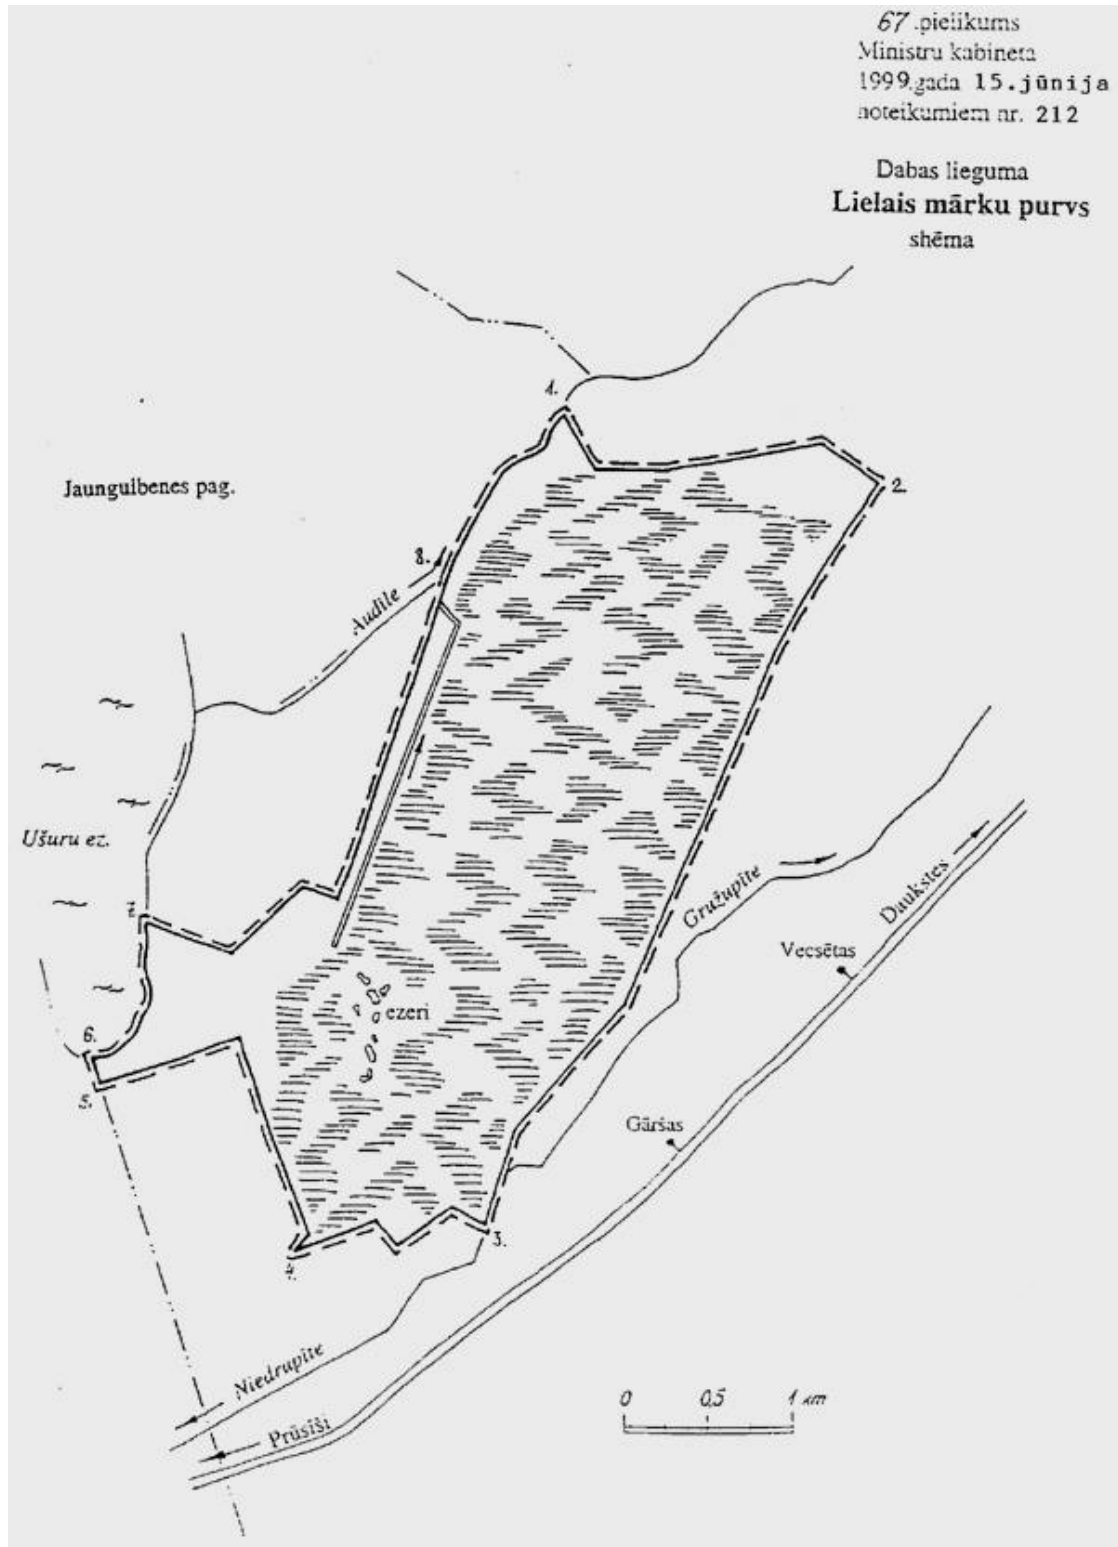 67.pielikums
Ministru kabineta
1999.gada 15.jūnija
noteikumiem nr. 212
Dabas lieguma
Lielais mārku purvs
shēma
1.
2.
Jaungulbenes pag.
8.
Audīle
Ušuru ez.
7.
Gružupīte
Daukstes
Vecsētas
ezeri
6.
5.
Gāršas
3.
4.
Niedrupīte
Prūsīši
0 0,5 1 km